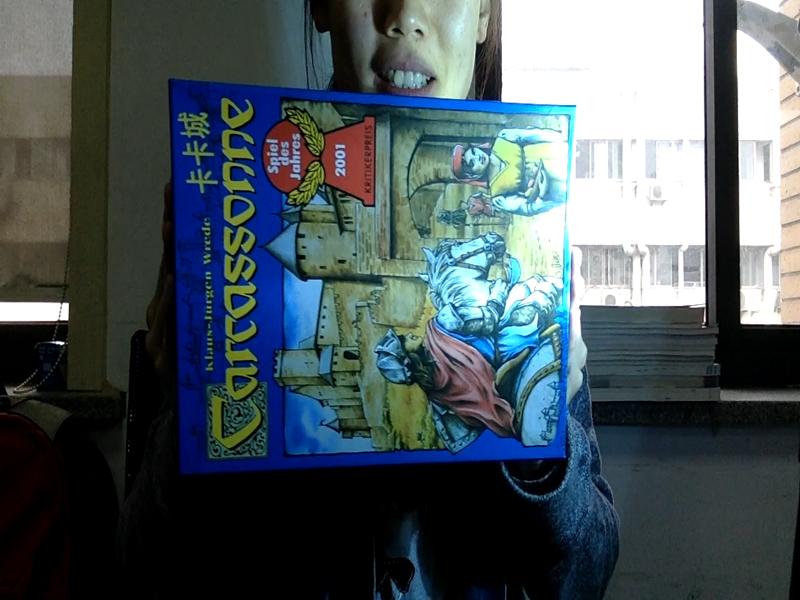 卡卡城
Klaus-Jürgen Wrede
Carcassonne
Spiel
des
Jahres
2001
KRITIKERPREIS